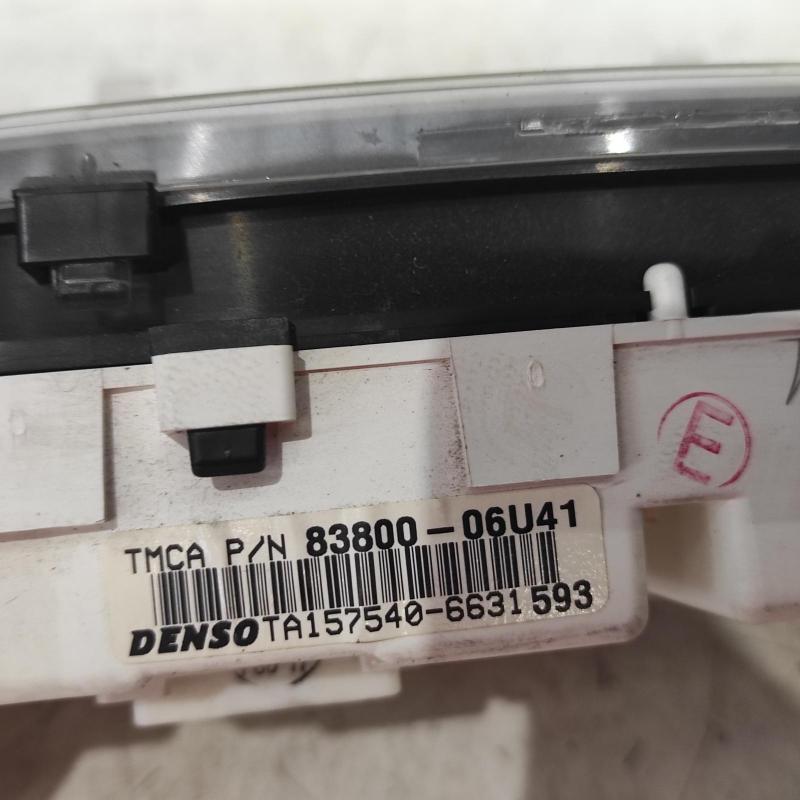 E
TMCA P/N 83800-06U41
DENSO TA157540-6631 593